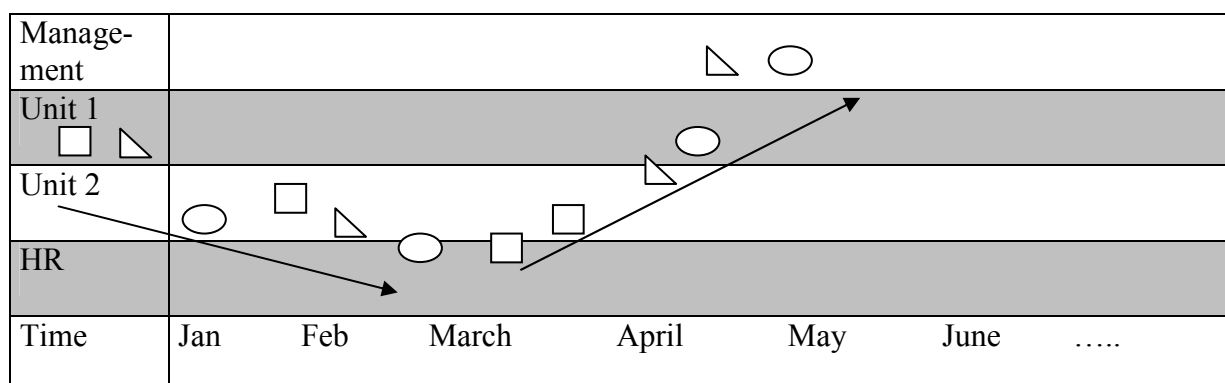 Manage-
ment
Unit 1
Unit 2
HR
Time Jan Feb March April May June …..